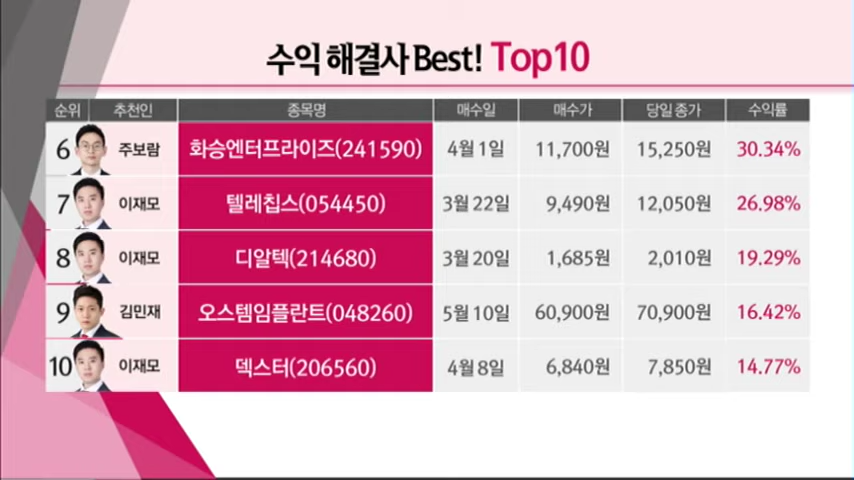 수익 해결사 Best! Top10
순위 추천인 종목명 매수일 매수가 당일 종가 수익률
6 주보람 화승엔터프라이즈(241590) 4월 1일 11,700원 15,250원 30.34%
7 이재모 텔레칩스(054450) 3월 22일 9,490원 12,050원 26.98%
8 이재모 디알텍(214680) 3월 20일 1,685원 2,010원 19.29%
9 김민재 오스템임플란트(048260) 5월 10일 60,900원 70,900원 16.42%
10 이재모 덱스터(206560) 4월 8일 6,840원 7,850원 14.77%